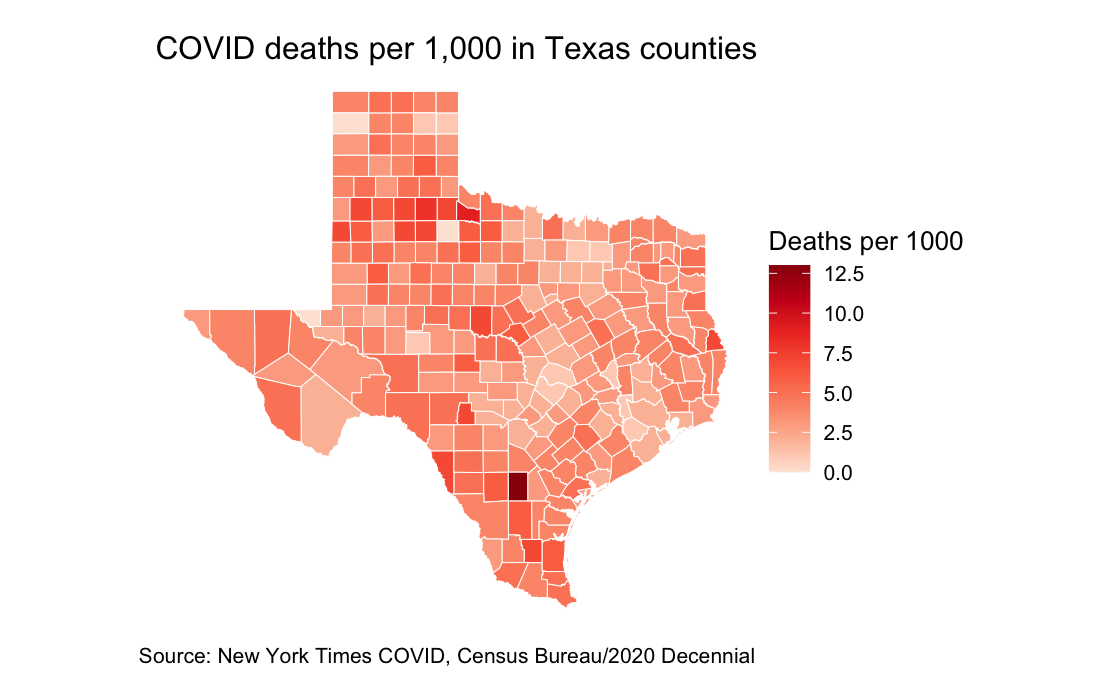 COVID deaths per 1,000 in Texas counties
Deaths per 1000
12.5
10.0
7.5
5.0
2.5
0.0
Source: New York Times COVID, Census Bureau/2020 Decennial